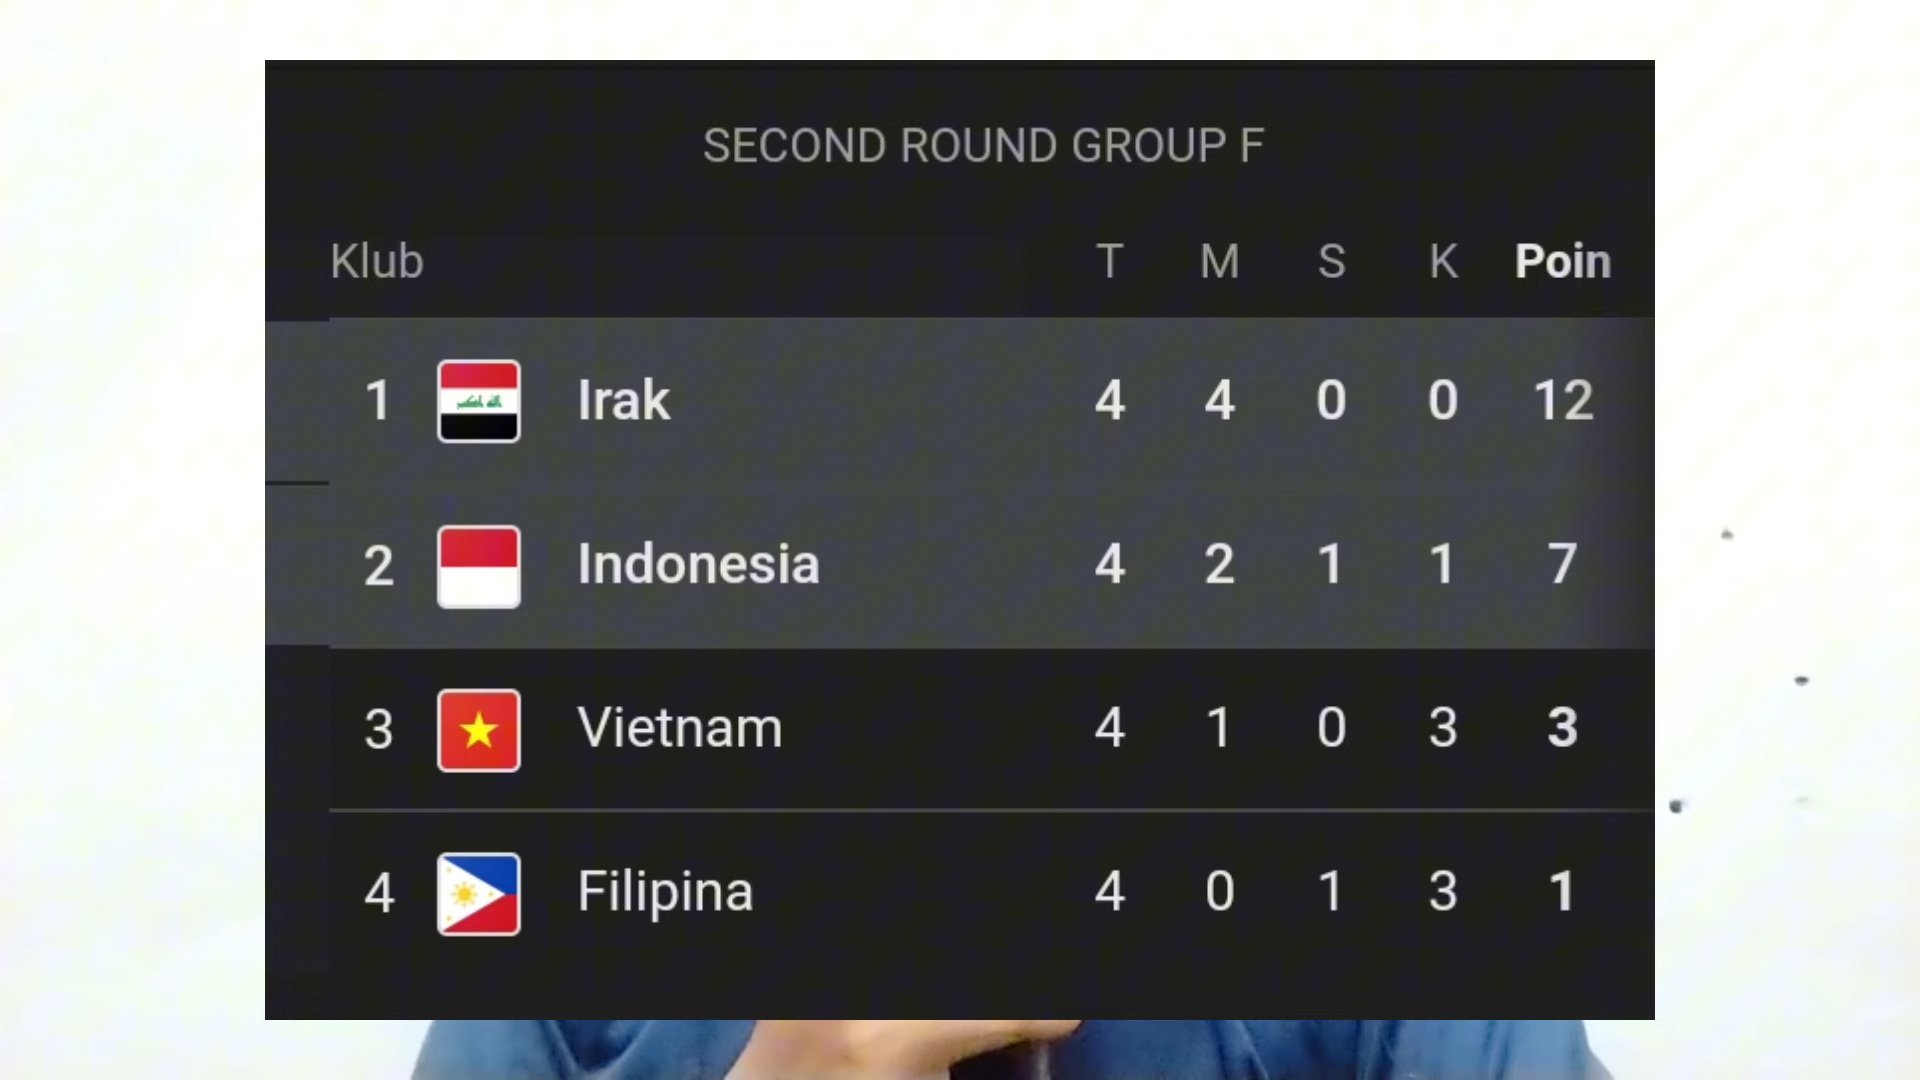 SECOND ROUND GROUP F
Klub T M S K Poin
1 Irak 4 4 0 0 12
2 Indonesia 4 2 1 1 7
3 Vietnam 4 1 0 3 3
4 Filipina 4 0 1 3 1